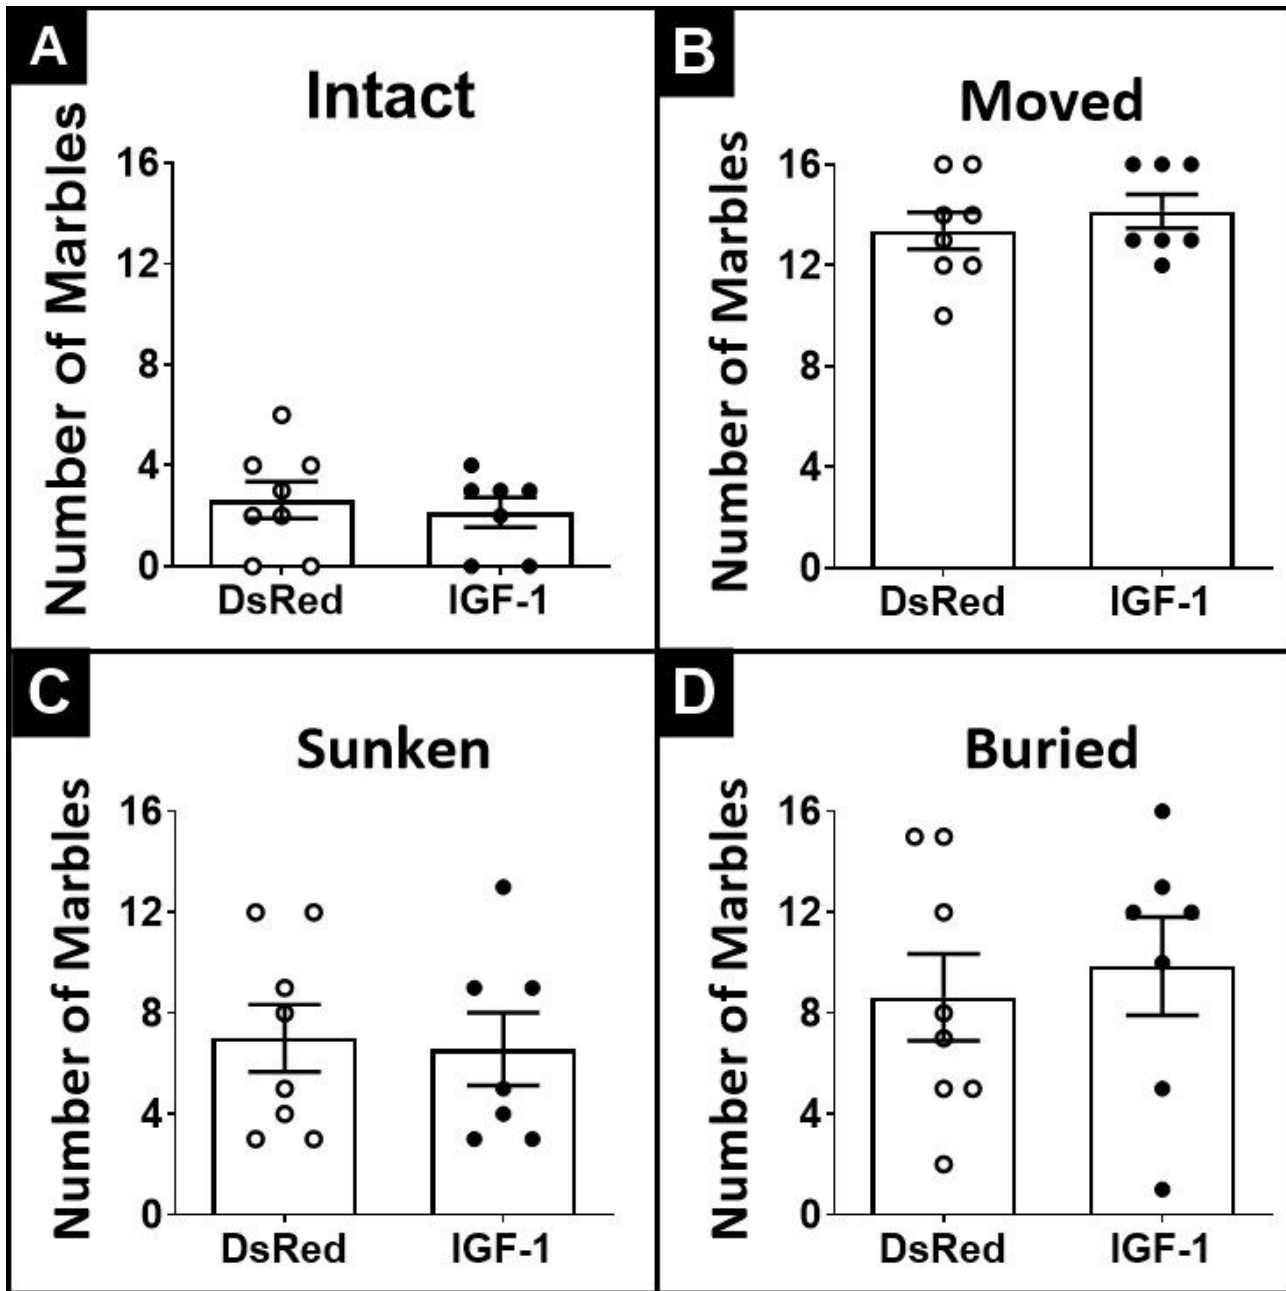 A
Intact
Number of Marbles
16
12
8
4
0
DsRed
IGF-1
B
Moved
Number of Marbles
16
12
8
4
0
DsRed
IGF-1
C
Sunken
Number of Marbles
16
12
8
4
0
DsRed
IGF-1
D
Buried
Number of Marbles
16
12
8
4
0
DsRed
IGF-1